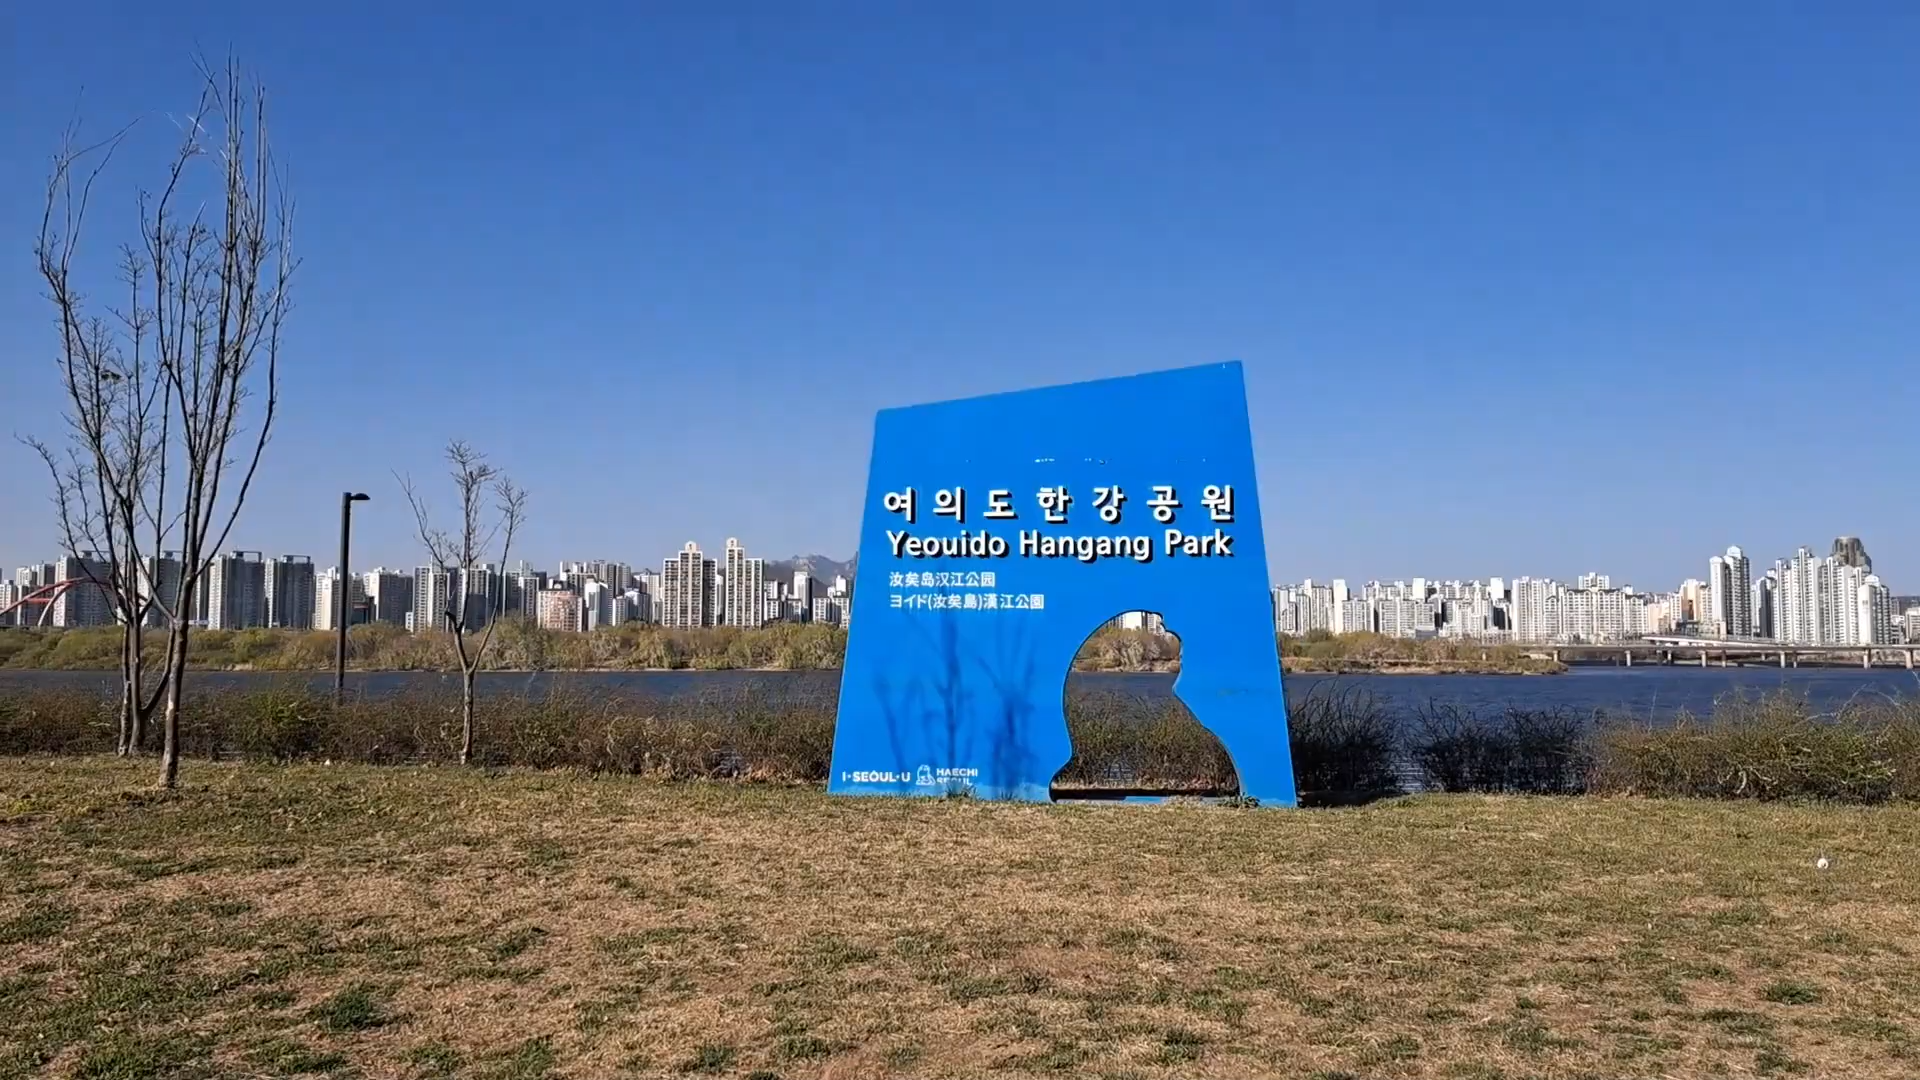 여의도한강공원
Yeouido Hangang Park
汝矣岛汉江公园
ヨイド(汝矣島)漢江公園
I·SEOUL·U
HAECHI
SEOUL